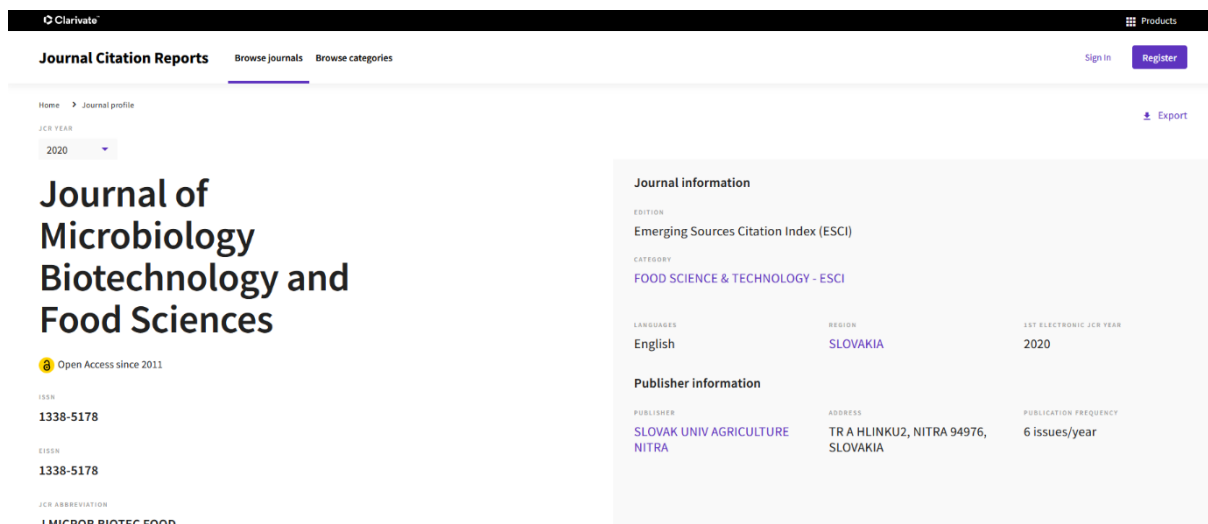 Clarivate™
Products
Journal Citation Reports
Browse journals
Browse categories
Sign In
Register
Home > Journal profile
Export
JCR YEAR
2020
Journal of
Microbiology
Biotechnology and
Food Sciences
Open Access since 2011
ISSN
1338-5178
EISSN
1338-5178
JCR ABBREVIATION
J MICROB BIOTEC FOOD
Journal information
EDITION
Emerging Sources Citation Index (ESCI)
CATEGORY
FOOD SCIENCE & TECHNOLOGY - ESCI
LANGUAGES
English
REGION
SLOVAKIA
1ST ELECTRONIC JCR YEAR
2020
Publisher information
PUBLISHER
SLOVAK UNIV AGRICULTURE
NITRA
ADDRESS
TR A HLINKU2, NITRA 94976,
SLOVAKIA
PUBLICATION FREQUENCY
6 issues/year